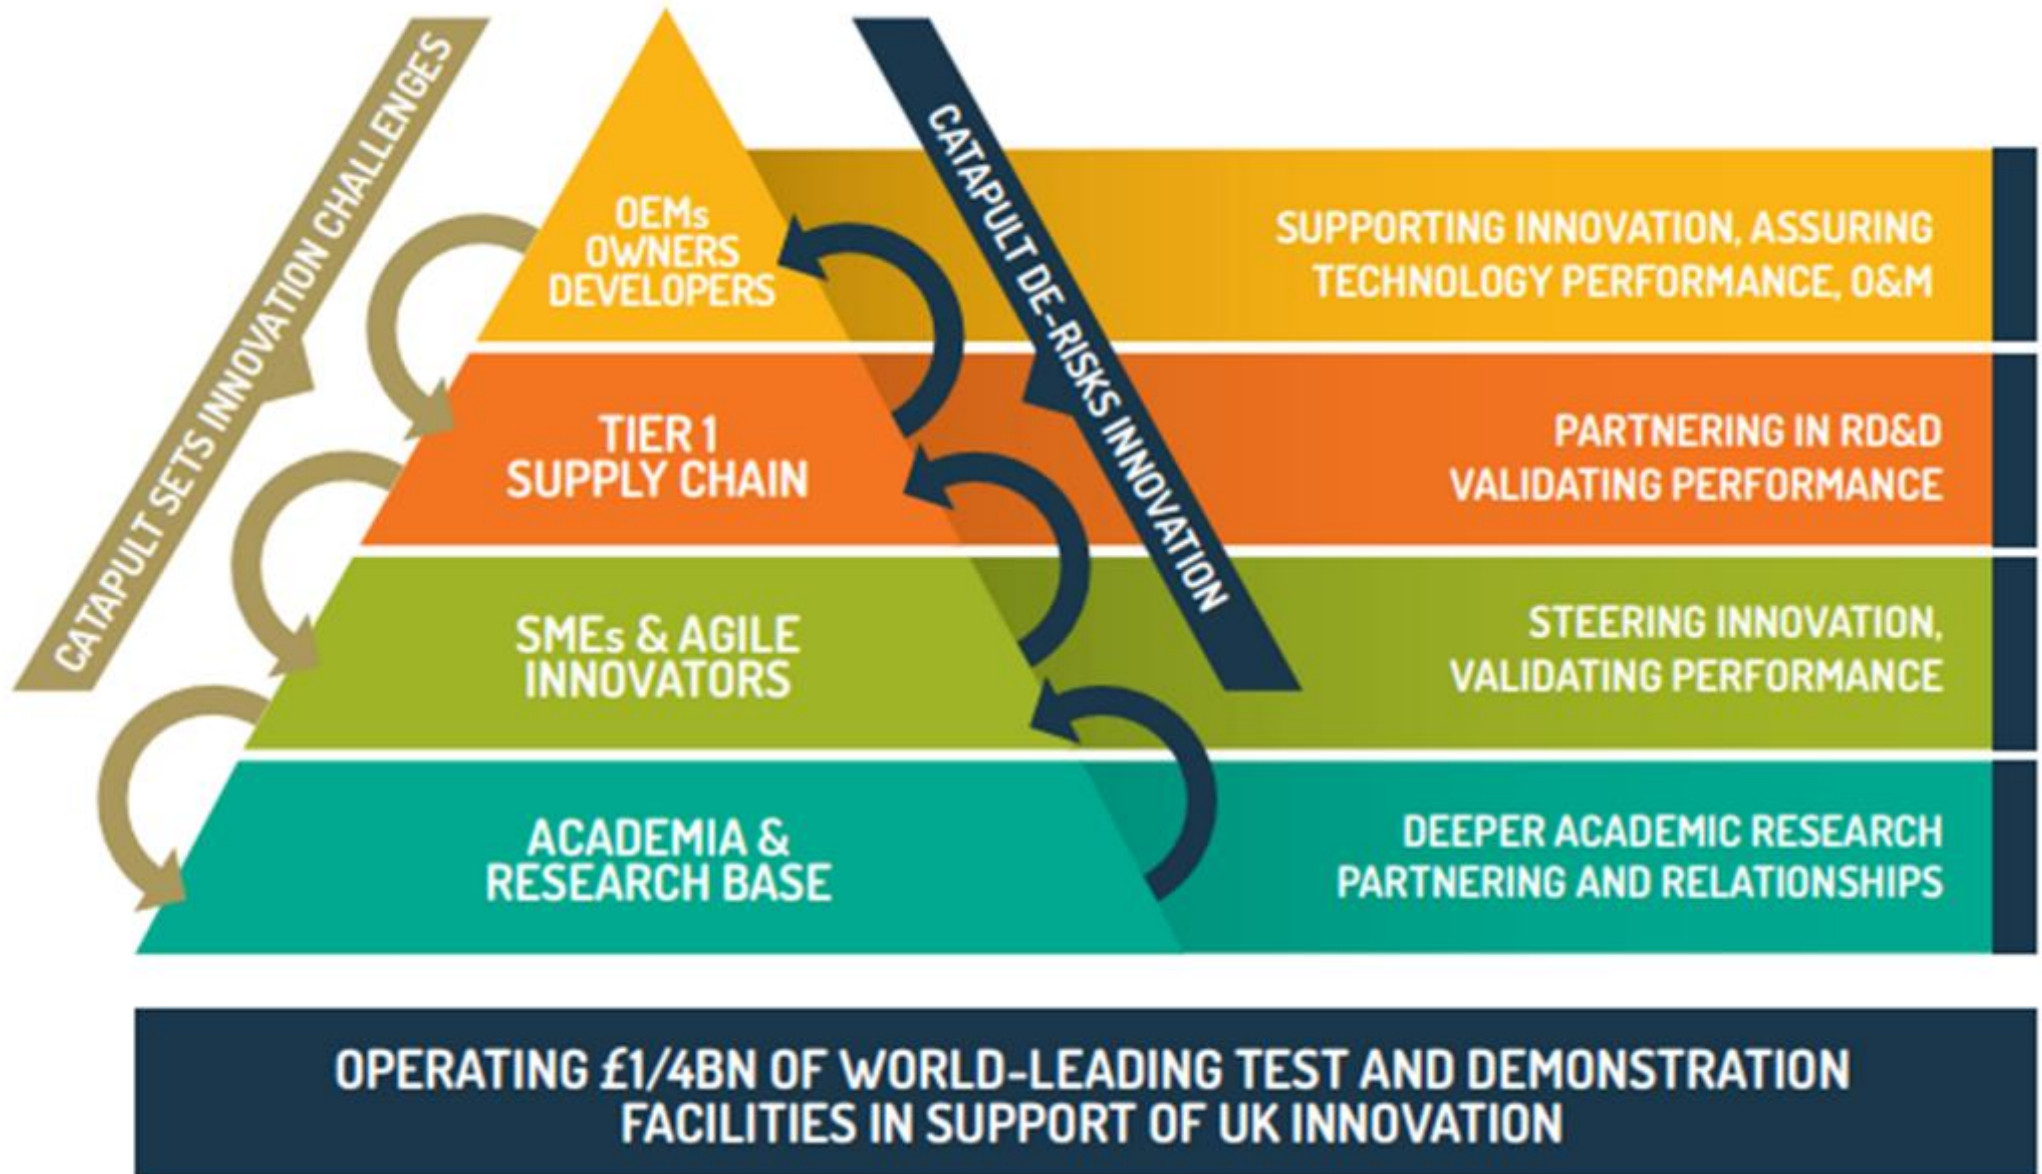 CATAPULT SETS INNOVATION CHALLENGES
OEMs
OWNERS
DEVELOPERS
CATAPULT DE-RISKS INNOVATION
SUPPORTING INNOVATION, ASSURING
TECHNOLOGY PERFORMANCE, O&M
TIER 1
SUPPLY CHAIN
PARTNERING IN RD&D
VALIDATING PERFORMANCE
SMEs & AGILE
INNOVATORS
STEERING INNOVATION,
VALIDATING PERFORMANCE
ACADEMIA &
RESEARCH BASE
DEEPER ACADEMIC RESEARCH
PARTNERING AND RELATIONSHIPS
OPERATING £1/4BN OF WORLD-LEADING TEST AND DEMONSTRATION
FACILITIES IN SUPPORT OF UK INNOVATION